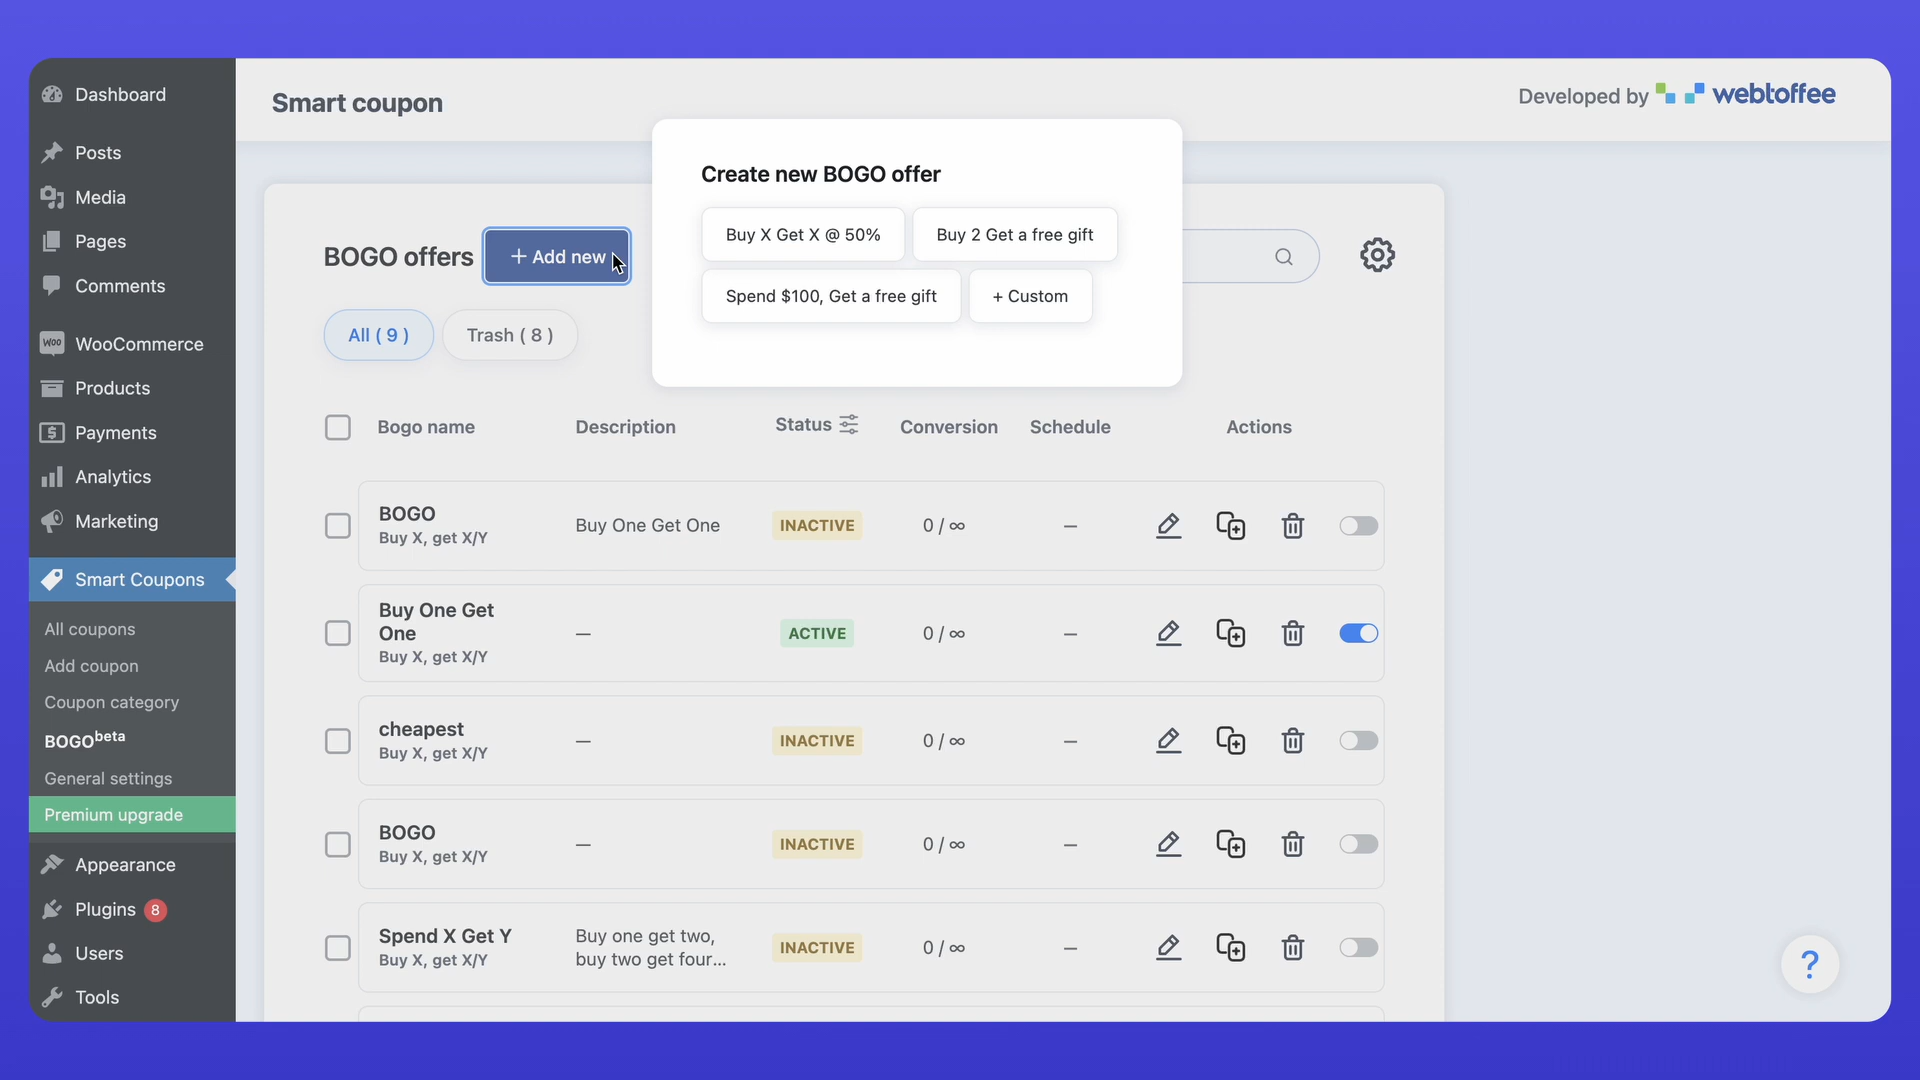 Dashboard
Posts
Media
Pages
Comments
WOO WooCommerce
Products
Payments
Analytics
Marketing
Smart Coupons
All coupons
Add coupon
Coupon category
BOGO beta
General settings
Premium upgrade
Appearance
Plugins 8
Users
Tools
Smart coupon
Developed by webtoffee
Create new BOGO offer
Buy X Get X @ 50% Buy 2 Get a free gift
Spend $100, Get a free gift + Custom
BOGO offers + Add new
All ( 9 ) Trash ( 8 )
Bogo name Description Status Conversion Schedule Actions
BOGO
Buy X, get X/Y
Buy One Get One INACTIVE 0 / ∞ –
Buy One Get
One
Buy X, get X/Y
– ACTIVE 0 / ∞ –
cheapest
Buy X, get X/Y
– INACTIVE 0 / ∞ –
BOGO
Buy X, get X/Y
– INACTIVE 0 / ∞ –
Spend X Get Y
Buy X, get X/Y
Buy one get two,
buy two get four...
INACTIVE 0 / ∞ –
?